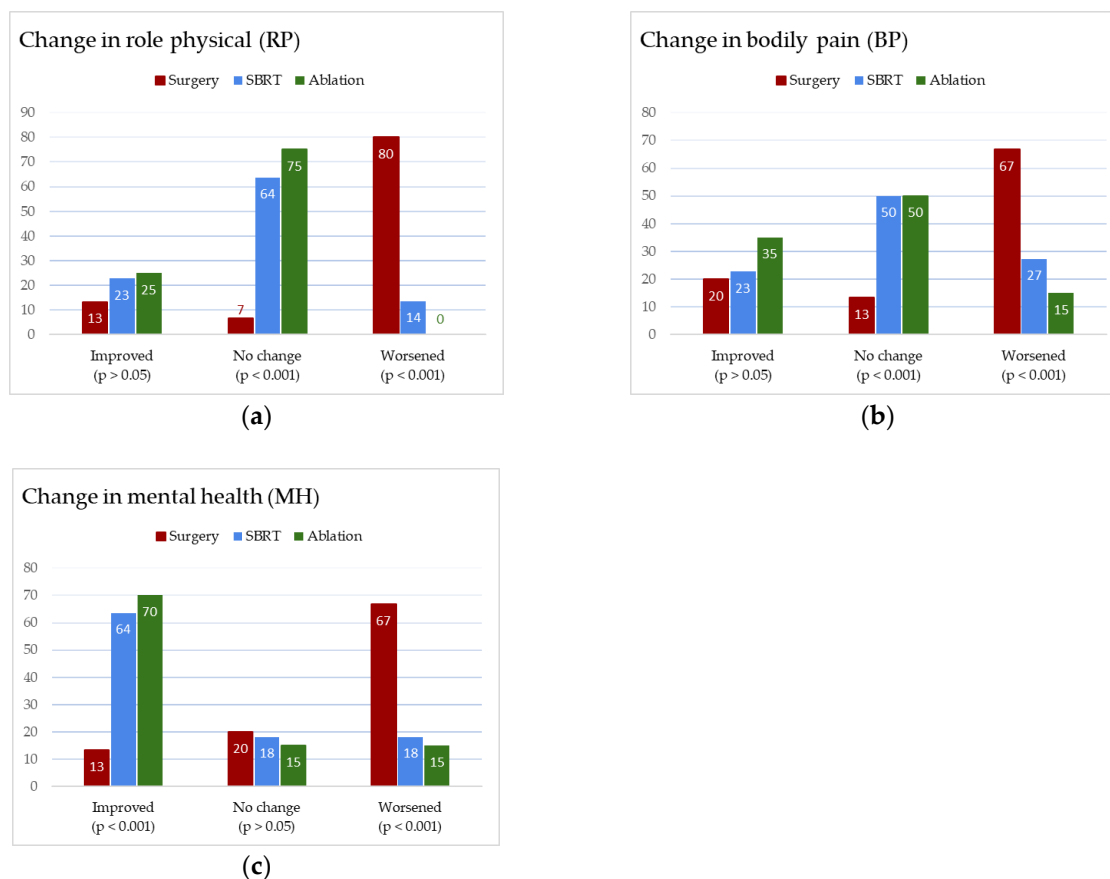 Change in role physical (RP)
Surgery SBRT Ablation
90
80
70
60
50
40
30
20
10
0
13 23 25
7 64 75
80 14 0
Improved No change Worsened
(p > 0.05) (p < 0.001) (p < 0.001)
(a)
Change in bodily pain (BP)
Surgery SBRT Ablation
80
70
60
50
40
30
20
10
0
20 23 35
13 50 50
67 27 15
Improved No change Worsened
(p > 0.05) (p < 0.001) (p < 0.001)
(b)
Change in mental health (MH)
Surgery SBRT Ablation
80
70
60
50
40
30
20
10
0
13 64 70
20 18 15
67 18 15
Improved No change Worsened
(p < 0.001) (p > 0.05) (p < 0.001)
(c)